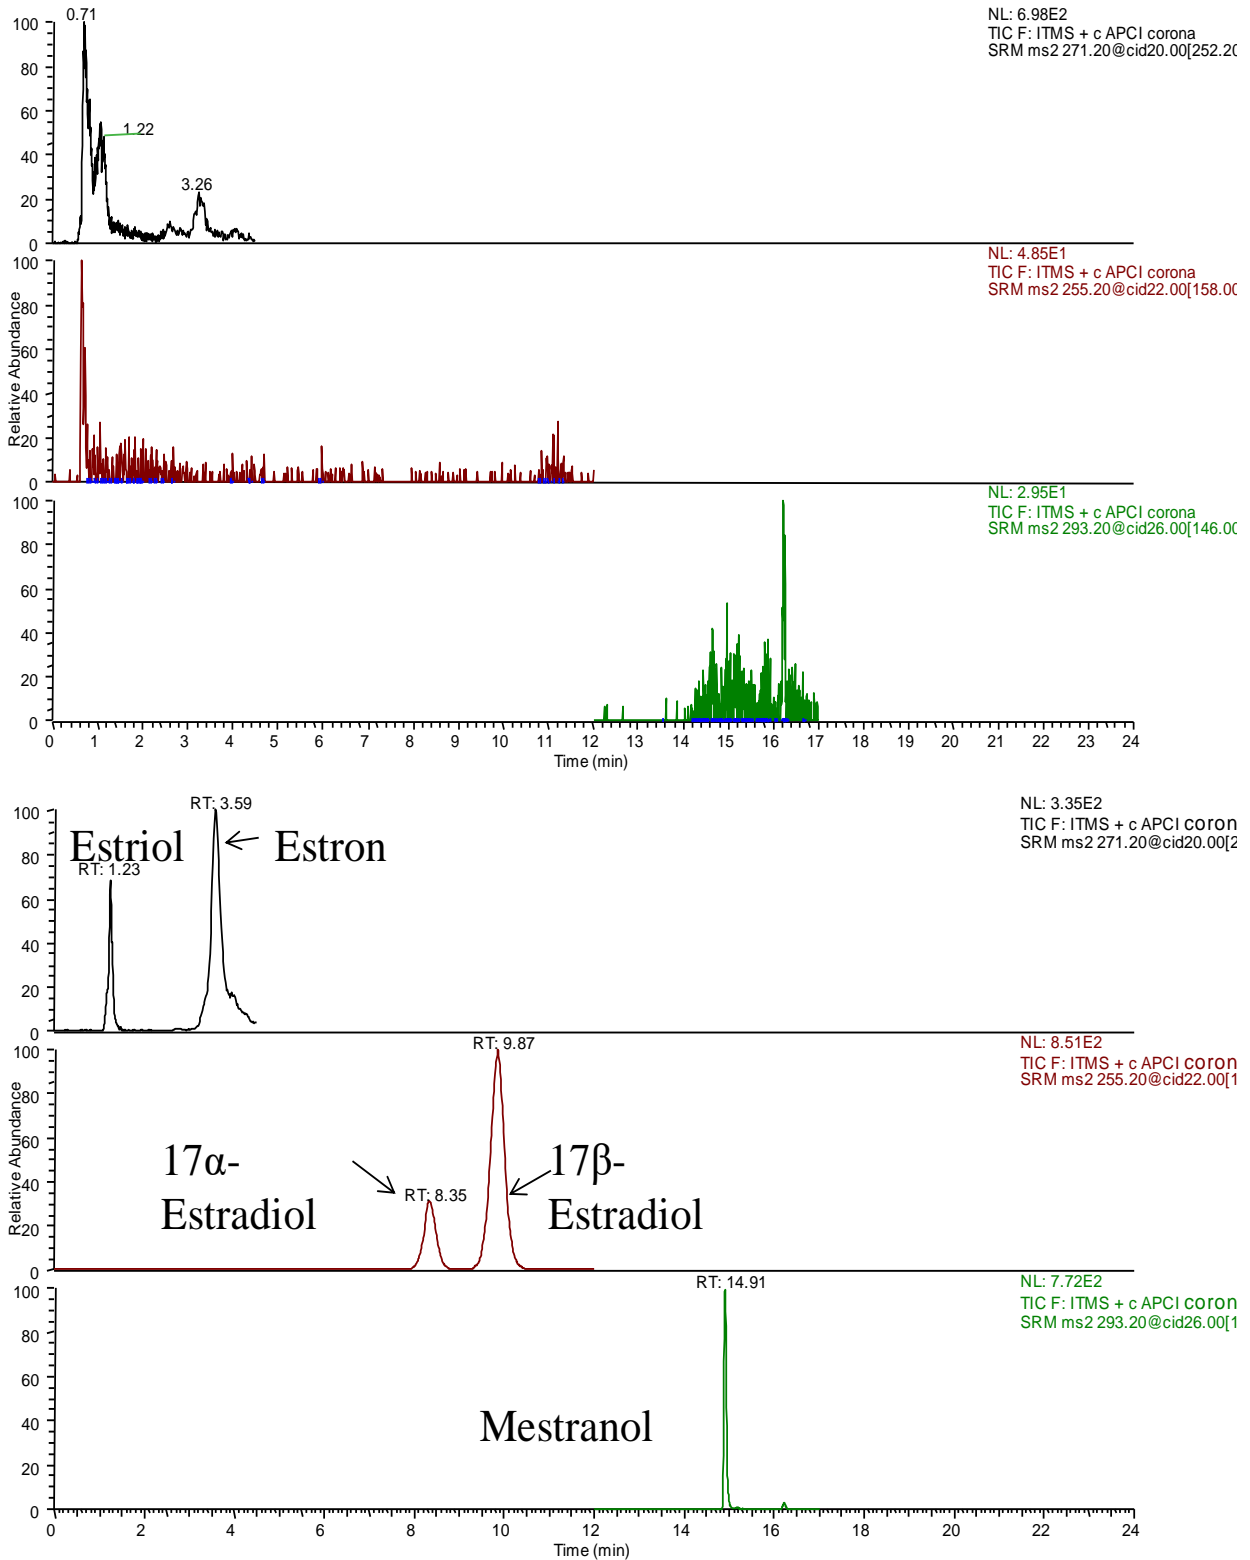 0.71
NL: 6.98E2
TIC F: ITMS + c APCI corona
SRM ms2 271.20@cid20.00[252.20
100
80
60
40
20
0
1.22
3.26
NL: 4.85E1
TIC F: ITMS + c APCI corona
SRM ms2 255.20@cid22.00[158.00
100
80
60
40
20
0
Relative Abundance
NL: 2.95E1
TIC F: ITMS + c APCI corona
SRM ms2 293.20@cid26.00[146.00
100
80
60
40
20
0
0 1 2 3 4 5 6 7 8 9 10 11 12 13 14 15 16 17 18 19 20 21 22 23 24
Time (min)
RT: 3.59
NL: 3.35E2
TIC F: ITMS + c APCI coron
SRM ms2 271.20@cid20.00[2
100
80
60
40
20
0
Estriol
Estron
RT: 1.23
RT: 9.87
NL: 8.51E2
TIC F: ITMS + c APCI coron
SRM ms2 255.20@cid22.00[1
100
80
60
40
20
0
Relative Abundance
17α-
Estradiol
RT: 8.35
17β-
Estradiol
RT: 14.91
NL: 7.72E2
TIC F: ITMS + c APCI coron
SRM ms2 293.20@cid26.00[1
100
80
60
40
20
0
Mestranol
0 2 4 6 8 10 12 14 16 18 20 22 24
Time (min)